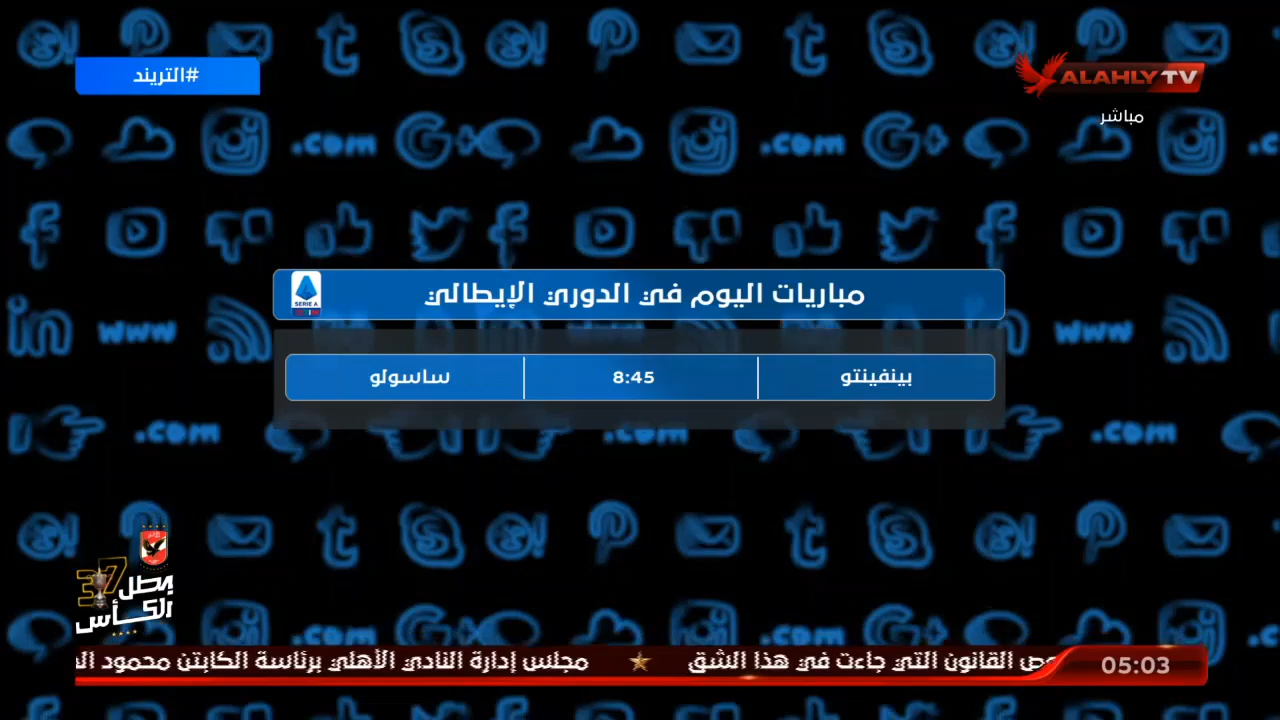 #التريند
ALAHLY TV
مباشر
مباريات اليوم في الدوري الإيطالي
SERIE A
بينفينتو 8:45 ساسولو
37
بطل
الكأس
05:03 القانون التي جاءت في هذا الشق ★ مجلس إدارة النادي الأهلي برئاسة الكابتن محمود